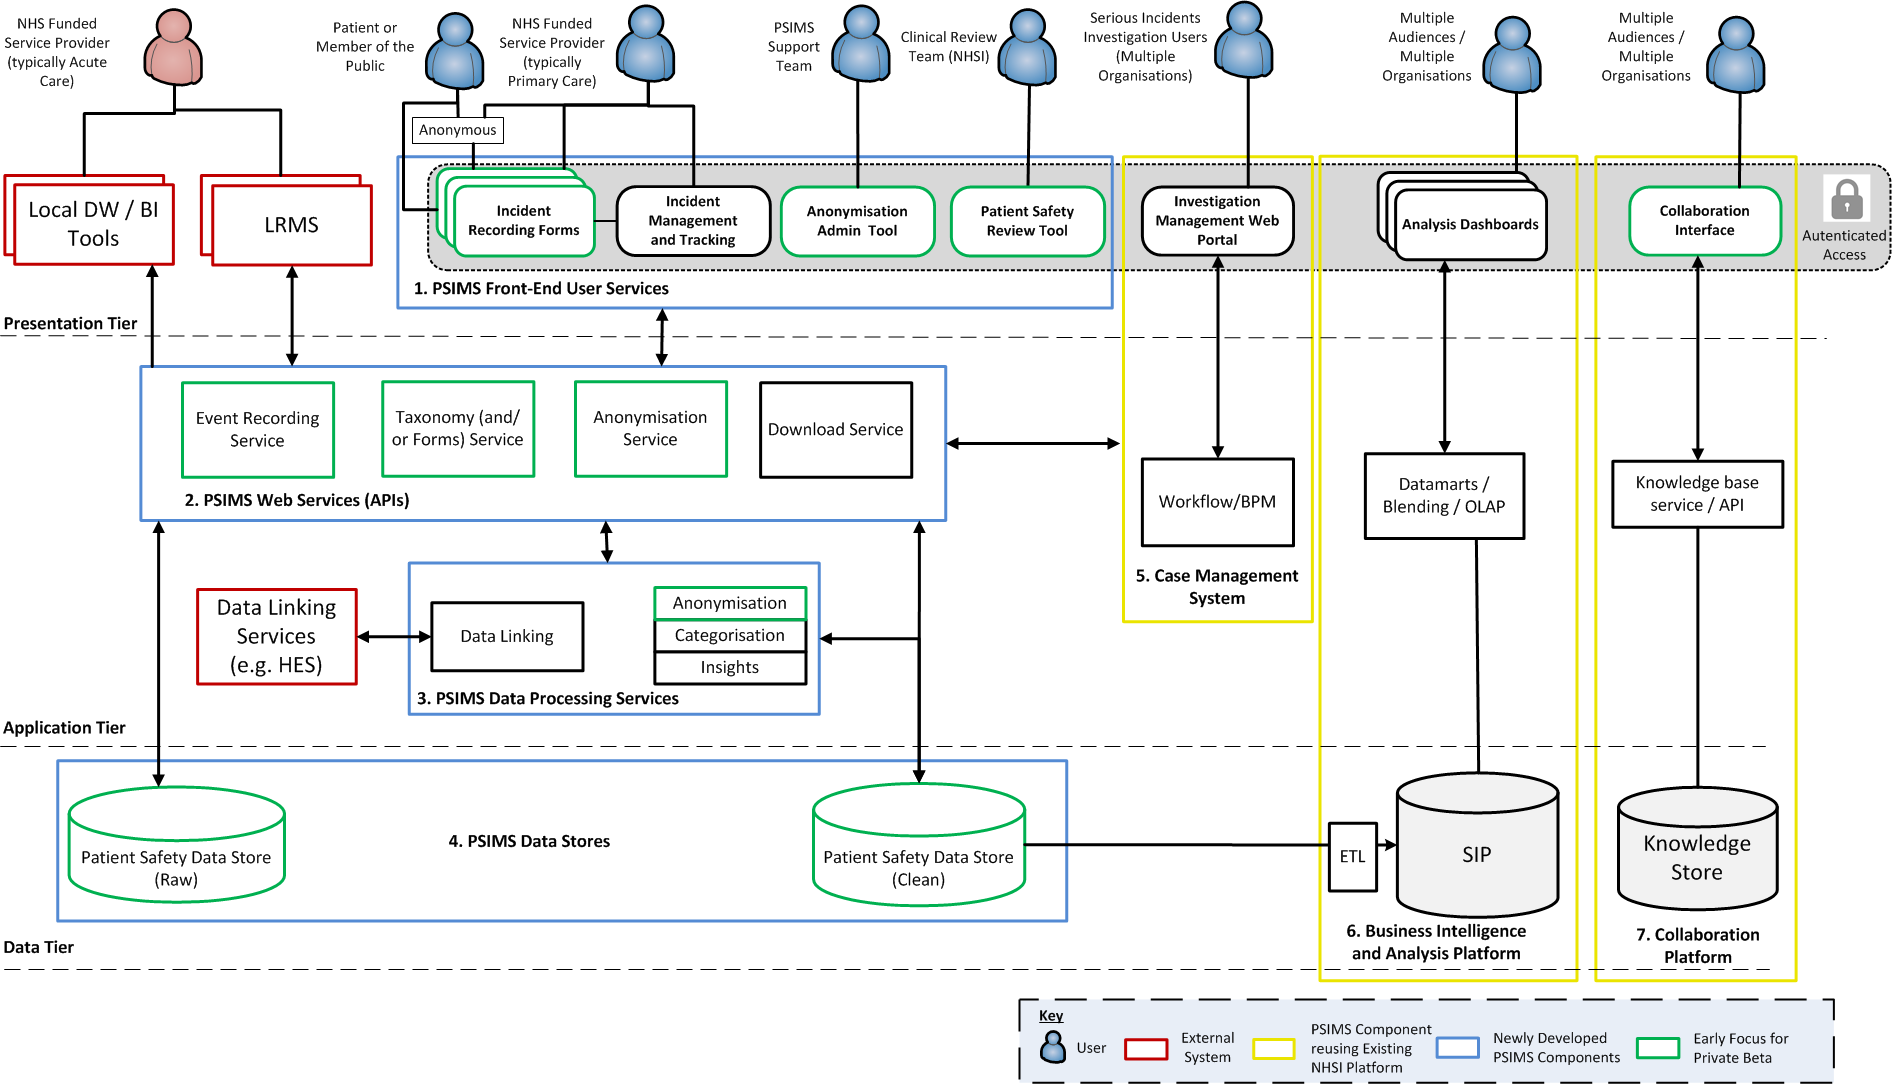 NHS Funded
Service Provider
(typically Acute
Care)
Patient or
Member of the
Public
NHS Funded
Service Provider
(typically
Primary Care)
PSIMS
Support
Team
Clinical Review
Team (NHSI)
Serious Incidents
Investigation Users
(Multiple
Organisations)
Multiple
Audiences /
Multiple
Organisations
Multiple
Audiences /
Multiple
Organisations
Anonymous
Local DW / BI
Tools
LRMS
Incident
Recording Forms
Incident
Management
and Tracking
Anonymisation
Admin Tool
Patient Safety
Review Tool
Investigation
Management Web
Portal
Analysis Dashboards
Collaboration
Interface
Autenticated
Access
1. PSIMS Front-End User Services
Presentation Tier
Event Recording
Service
Taxonomy (and/
or Forms) Service
Anonymisation
Service
Download Service
2. PSIMS Web Services (APIs)
Workflow/BPM
Datamarts /
Blending / OLAP
Knowledge base
service / API
5. Case Management
System
Data Linking
Services
(e.g. HES)
Data Linking
Anonymisation
Categorisation
Insights
3. PSIMS Data Processing Services
Application Tier
Patient Safety Data Store
(Raw)
4. PSIMS Data Stores
Patient Safety Data Store
(Clean)
ETL
SIP
Knowledge
Store
6. Business Intelligence
and Analysis Platform
7. Collaboration
Platform
Data Tier
Key
User
External
System
PSIMS Component
reusing Existing
NHSI Platform
Newly Developed
PSIMS Components
Early Focus for
Private Beta